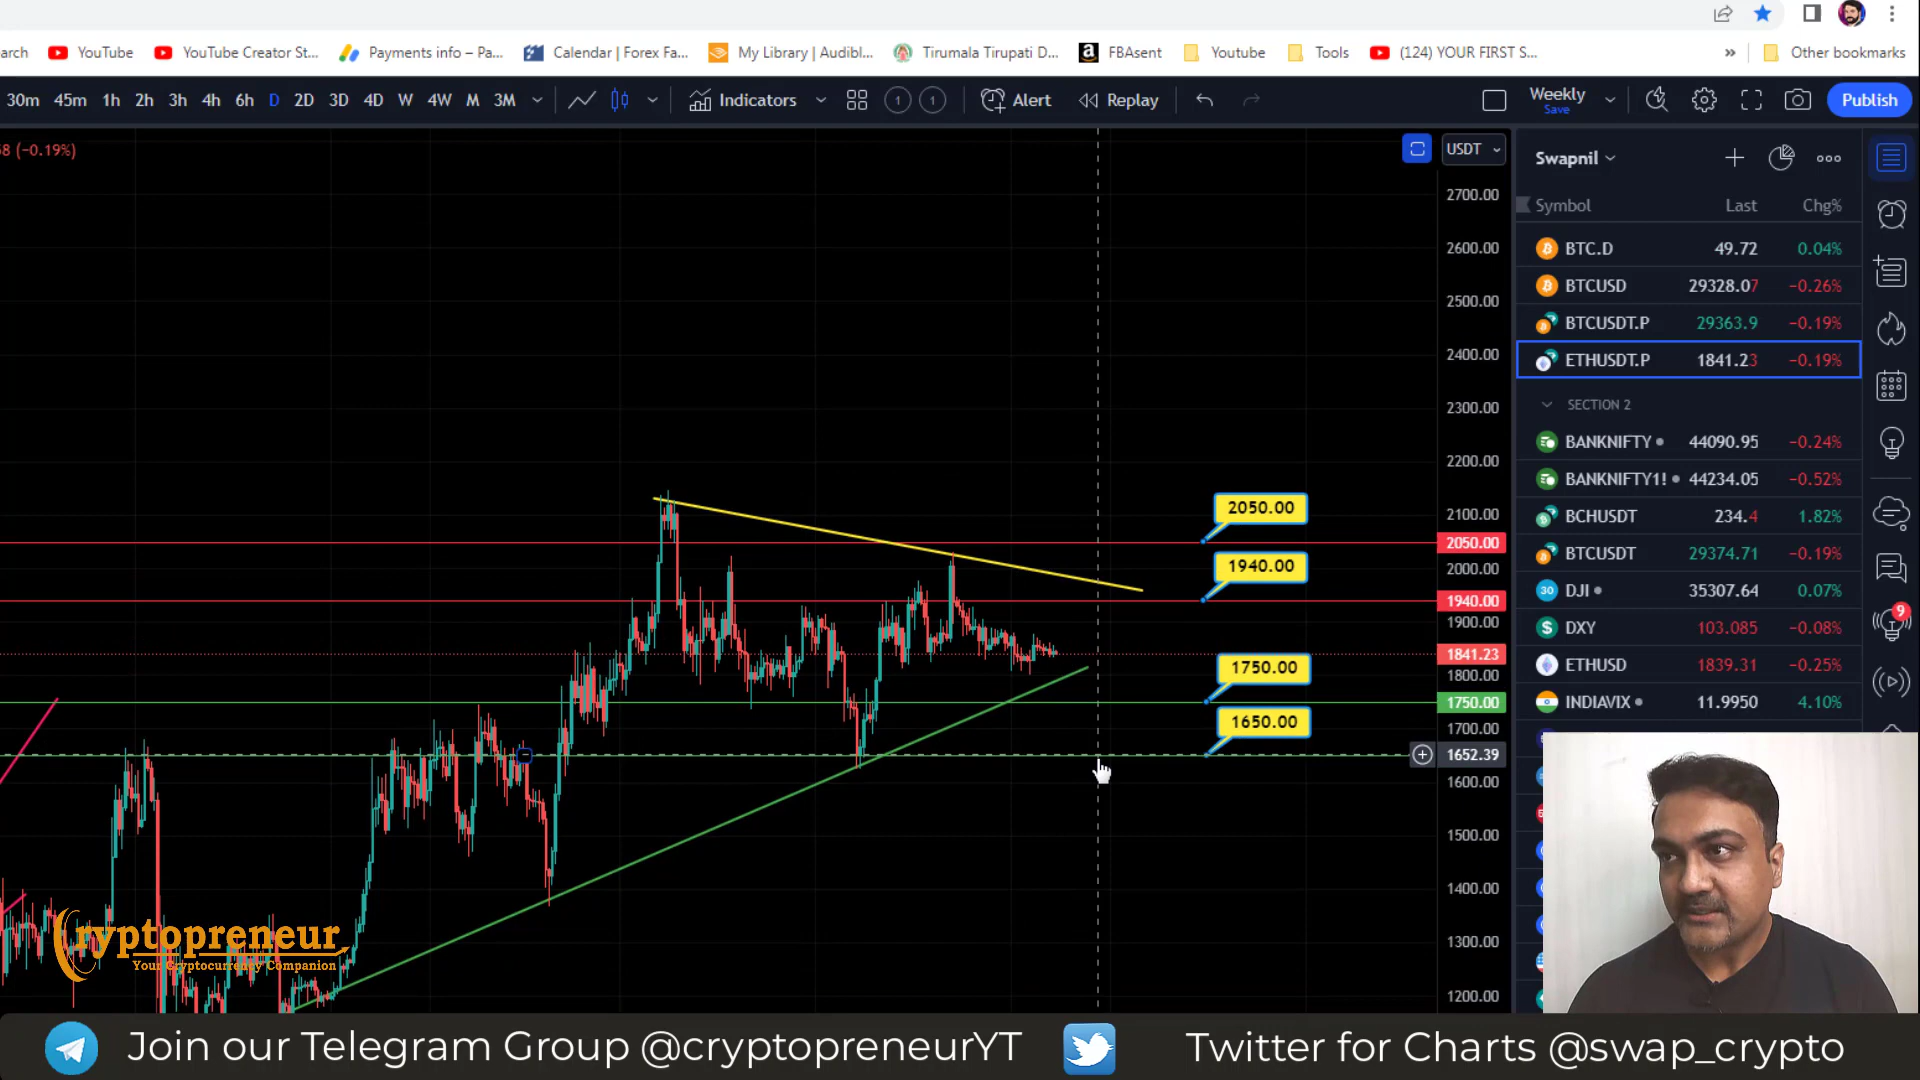 arch YouTube YouTube Creator St... Payments info – Pa... Calendar | Forex Fa... My Library | Audibl... Tirumala Tirupati D... FBAsent Youtube Tools (124) YOUR FIRST S... » Other bookmarks
30m 45m 1h 2h 3h 4h 6h D 2D 3D 4D W 4W M 3M Indicators 1 1 Alert Replay Weekly Publish
Save
58 (−0.19%)
USDT
2700.00
2600.00
2500.00
2400.00
2300.00
2200.00
2100.00
2050.00
2050.00
2000.00
1940.00
1940.00
1900.00
1841.23
1750.00
1800.00
1750.00
1650.00
1700.00
1652.39
1600.00
1500.00
1400.00
1300.00
1200.00
Swapnil
Symbol Last Chg%
BTC.D 49.72 0.04%
BTCUSD 29328.07 −0.26%
BTCUSDT.P 29363.9 −0.19%
ETHUSDT.P 1841.23 −0.19%
SECTION 2
BANKNIFTY 44090.95 −0.24%
BANKNIFTY1! 44234.05 −0.52%
BCHUSDT 234.4 1.82%
BTCUSDT 29374.71 −0.19%
30 DJI 35307.64 0.07%
DXY 103.085 −0.08%
ETHUSD 1839.31 −0.25%
INDIAVIX 11.9950 4.10%
9
Cryptopreneur
Your Cryptocurrency Companion
Join our Telegram Group @cryptopreneurYT Twitter for Charts @swap_crypto